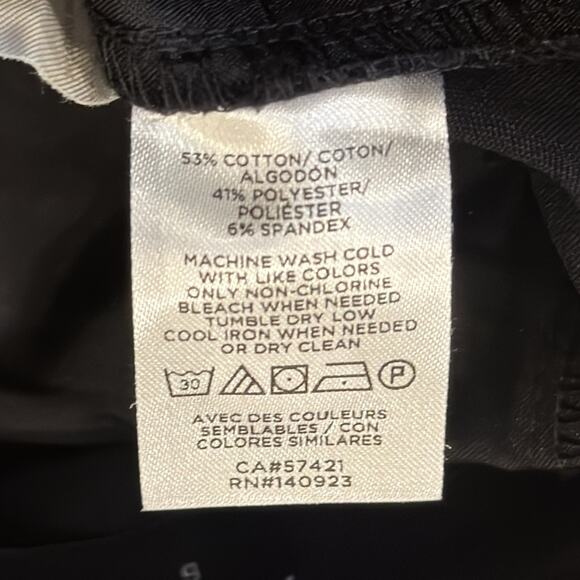 53% COTTON/ COTON/
ALGODÓN
41% POLYESTER/
POLIÉSTER
6% SPANDEX
MACHINE WASH COLD
WITH LIKE COLORS
ONLY NON-CHLORINE
BLEACH WHEN NEEDED
TUMBLE DRY LOW
COOL IRON WHEN NEEDED
OR DRY CLEAN
30 P
AVEC DES COULEURS
SEMBLABLES / CON
COLORES SIMILARES
CA#57421
RN#140923